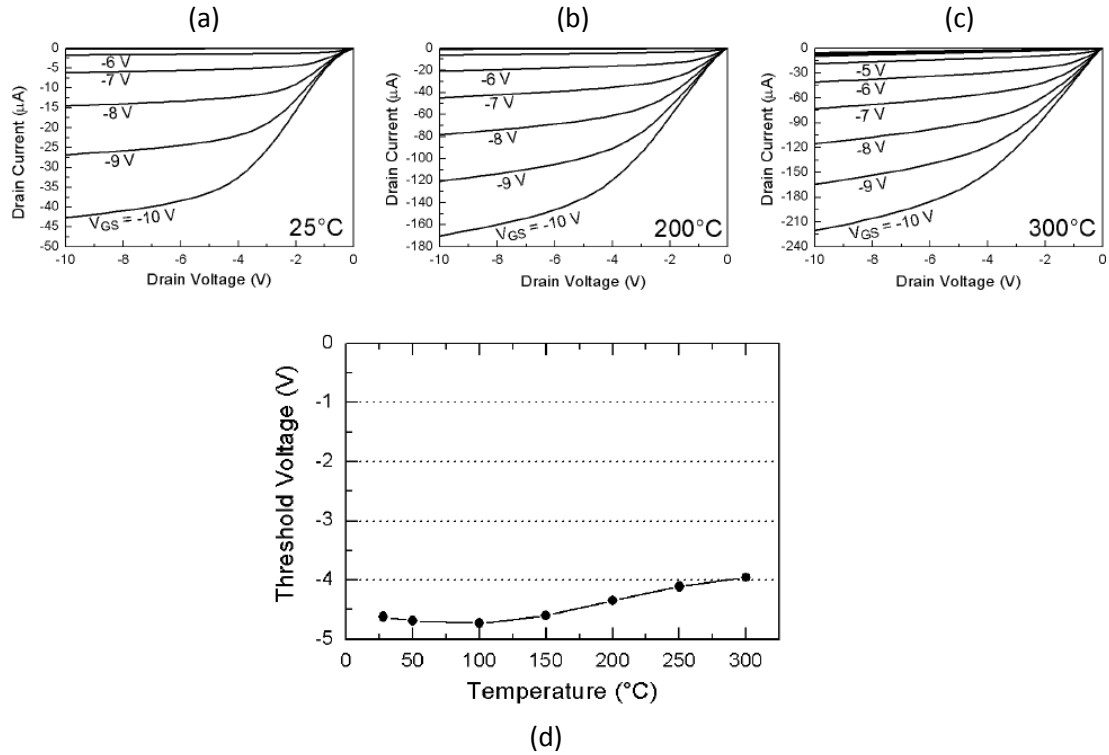 (a)
(b)
(c)
0
-5
-10
-15
-20
-25
-30
-35
-40
-45
-50
Drain Current (μA)
-6 V
-7 V
-8 V
-9 V
VGS = -10 V
25°C
-10 -8 -6 -4 -2 0
Drain Voltage (V)
0
-20
-40
-60
-80
-100
-120
-140
-160
-180
Drain Current (μA)
-6 V
-7 V
-8 V
-9 V
VGS = -10 V
200°C
-10 -8 -6 -4 -2 0
Drain Voltage (V)
0
-30
-60
-90
-120
-150
-180
-210
-240
Drain Current (μA)
-5 V
-6 V
-7 V
-8 V
-9 V
VGS = -10 V
300°C
-10 -8 -6 -4 -2 0
Drain Voltage (V)
0
-1
-2
-3
-4
-5
Threshold Voltage (V)
0 50 100 150 200 250 300
Temperature (°C)
(d)